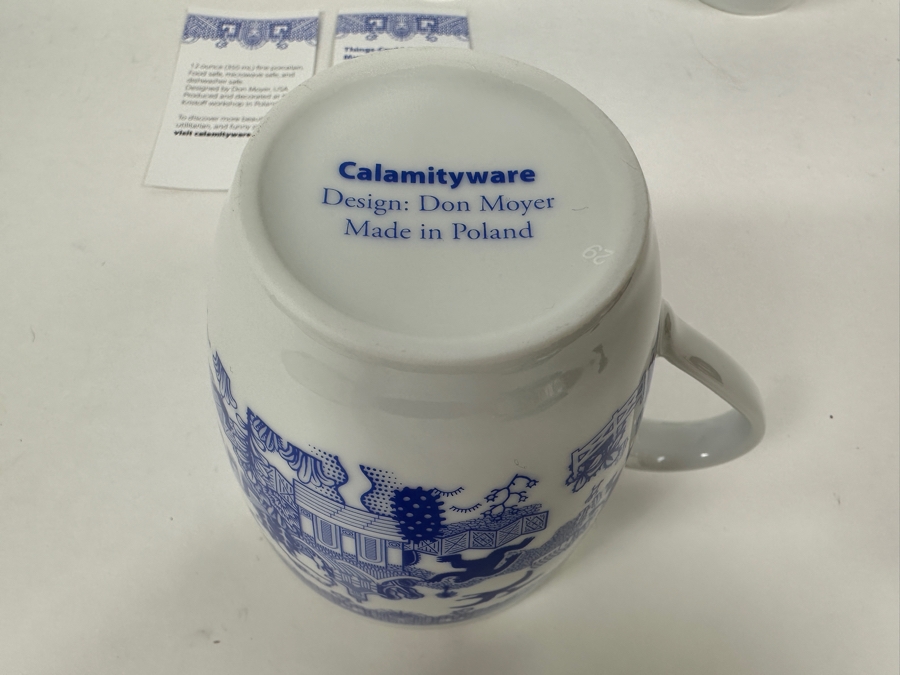 12 ounce (350 mL) fine porcelain.
Food safe, microwave safe, and
dishwasher safe.
Designed by Don Moyer, USA
Produced and decorated at
Kristoff workshop in Poland
To discover more
utilitarian, and funny
visit calamityware.
Things
Calamityware
Design: Don Moyer
Made in Poland
29